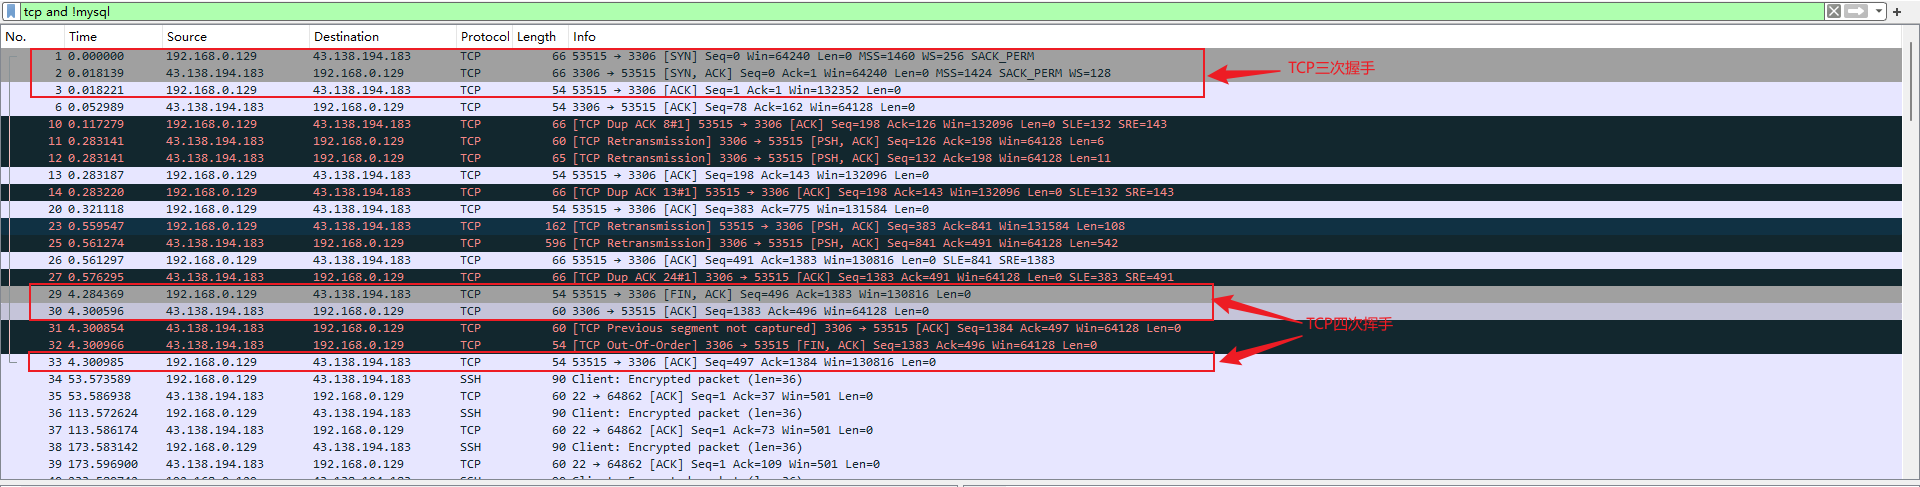 tcp and !mysql
No. Time Source Destination Protocol Length Info
1 0.000000 192.168.0.129 43.138.194.183 TCP 66 53515 → 3306 [SYN] Seq=0 Win=64240 Len=0 MSS=1460 WS=256 SACK_PERM
TCP三次握手
2 0.018139 43.138.194.183 192.168.0.129 TCP 66 3306 → 53515 [SYN, ACK] Seq=0 Ack=1 Win=64240 Len=0 MSS=1424 SACK_PERM WS=128
3 0.018221 192.168.0.129 43.138.194.183 TCP 54 53515 → 3306 [ACK] Seq=1 Ack=1 Win=132352 Len=0
6 0.052989 43.138.194.183 192.168.0.129 TCP 54 3306 → 53515 [ACK] Seq=78 Ack=162 Win=64128 Len=0
10 0.117279 192.168.0.129 43.138.194.183 TCP 66 [TCP Dup ACK 8#1] 53515 → 3306 [ACK] Seq=198 Ack=126 Win=132096 Len=0 SLE=132 SRE=143
11 0.283141 43.138.194.183 192.168.0.129 TCP 60 [TCP Retransmission] 3306 → 53515 [PSH, ACK] Seq=126 Ack=198 Win=64128 Len=6
12 0.283141 43.138.194.183 192.168.0.129 TCP 65 [TCP Retransmission] 3306 → 53515 [PSH, ACK] Seq=132 Ack=198 Win=64128 Len=11
13 0.283187 192.168.0.129 43.138.194.183 TCP 54 53515 → 3306 [ACK] Seq=198 Ack=143 Win=132096 Len=0
14 0.283220 192.168.0.129 43.138.194.183 TCP 66 [TCP Dup ACK 13#1] 53515 → 3306 [ACK] Seq=198 Ack=143 Win=132096 Len=0 SLE=132 SRE=143
20 0.321118 192.168.0.129 43.138.194.183 TCP 54 53515 → 3306 [ACK] Seq=383 Ack=775 Win=131584 Len=0
23 0.559547 192.168.0.129 43.138.194.183 TCP 162 [TCP Retransmission] 53515 → 3306 [PSH, ACK] Seq=383 Ack=841 Win=131584 Len=108
25 0.561274 43.138.194.183 192.168.0.129 TCP 596 [TCP Retransmission] 3306 → 53515 [PSH, ACK] Seq=841 Ack=491 Win=64128 Len=542
26 0.561297 192.168.0.129 43.138.194.183 TCP 66 53515 → 3306 [ACK] Seq=491 Ack=1383 Win=130816 Len=0 SLE=841 SRE=1383
27 0.576295 43.138.194.183 192.168.0.129 TCP 66 [TCP Dup ACK 24#1] 3306 → 53515 [ACK] Seq=1383 Ack=491 Win=64128 Len=0 SLE=383 SRE=491
29 4.284369 192.168.0.129 43.138.194.183 TCP 54 53515 → 3306 [FIN, ACK] Seq=496 Ack=1383 Win=130816 Len=0
30 4.300596 43.138.194.183 192.168.0.129 TCP 60 3306 → 53515 [ACK] Seq=1383 Ack=496 Win=64128 Len=0
31 4.300854 43.138.194.183 192.168.0.129 TCP 60 [TCP Previous segment not captured] 3306 → 53515 [ACK] Seq=1384 Ack=497 Win=64128 Len=0
TCP四次挥手
32 4.300966 43.138.194.183 192.168.0.129 TCP 54 [TCP Out-Of-Order] 3306 → 53515 [FIN, ACK] Seq=1383 Ack=496 Win=64128 Len=0
33 4.300985 192.168.0.129 43.138.194.183 TCP 54 53515 → 3306 [ACK] Seq=497 Ack=1384 Win=130816 Len=0
34 53.573589 192.168.0.129 43.138.194.183 SSH 90 Client: Encrypted packet (len=36)
35 53.586938 43.138.194.183 192.168.0.129 TCP 60 22 → 64862 [ACK] Seq=1 Ack=37 Win=501 Len=0
36 113.572624 192.168.0.129 43.138.194.183 SSH 90 Client: Encrypted packet (len=36)
37 113.586174 43.138.194.183 192.168.0.129 TCP 60 22 → 64862 [ACK] Seq=1 Ack=73 Win=501 Len=0
38 173.583142 192.168.0.129 43.138.194.183 SSH 90 Client: Encrypted packet (len=36)
39 173.596900 43.138.194.183 192.168.0.129 TCP 60 22 → 64862 [ACK] Seq=1 Ack=109 Win=501 Len=0